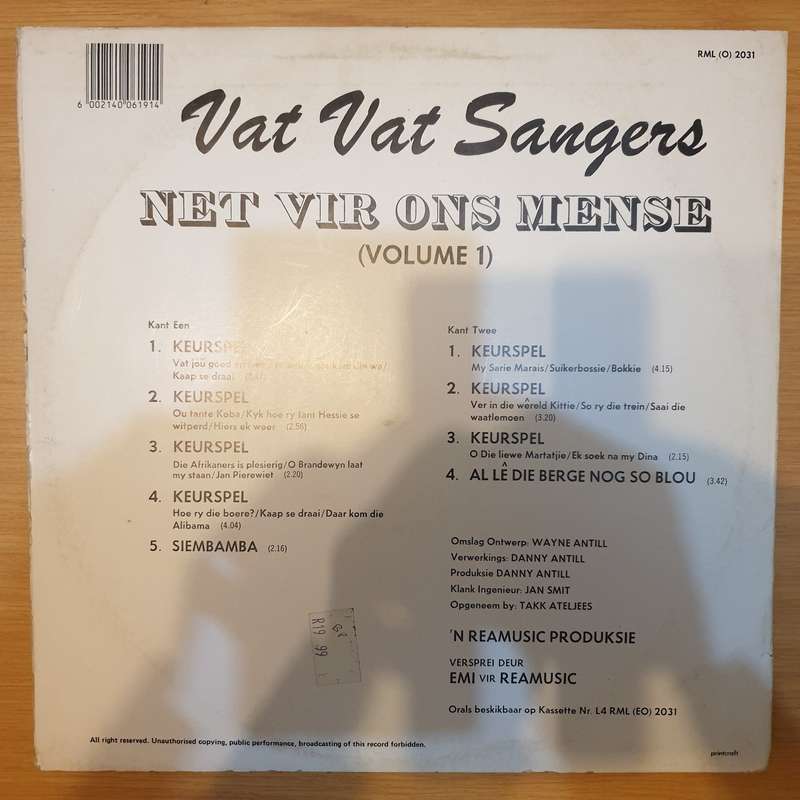 RML (O) 2031
6 002140 061914
Vat Vat Sangers
NET VIR ONS MENSE
(VOLUME 1)
Kant Een
1. KEURSPEL
Vat jou goed en
Kaap se draai
2. KEURSPEL
Ou tante Koba/Kyk hoe ry tant Hessie se
witperd/Hiers ek weer (2.56)
3. KEURSPEL
Die Afrikaners is plesierig/O Brandewyn laat
my staan/Jan Pierewiet (2.20)
4. KEURSPEL
Hoe ry die boere?/Kaap se draai/Daar kom die
Alibama (4.04)
5. SIEMBAMBA (2.16)
Kant Twee
1. KEURSPEL
My Sarie Marais/Suikerbossie/Bokkie (4.15)
2. KEURSPEL
Ver in die wêreld Kittie/So ry die trein/Saai die
waatlemoen (3.20)
3. KEURSPEL
O Die liewe Martatjie/Ek soek na my Dina (2.15)
4. AL LÊ DIE BERGE NOG SO BLOU (3.42)
Omslag Ontwerp: WAYNE ANTILL
Verwerkings: DANNY ANTILL
Produksie DANNY ANTILL
Klank Ingenieur: JAN SMIT
Opgeneem by: TAKK ATELJEES
'N REAMUSIC PRODUKSIE
VERSPREI DEUR
EMI VIR REAMUSIC
Orals beskikbaar op Kassette Nr. L4 RML (EO) 2031
R19 99
All right reserved. Unauthorised copying, public performance, broadcasting of this record forbidden.
printcraft